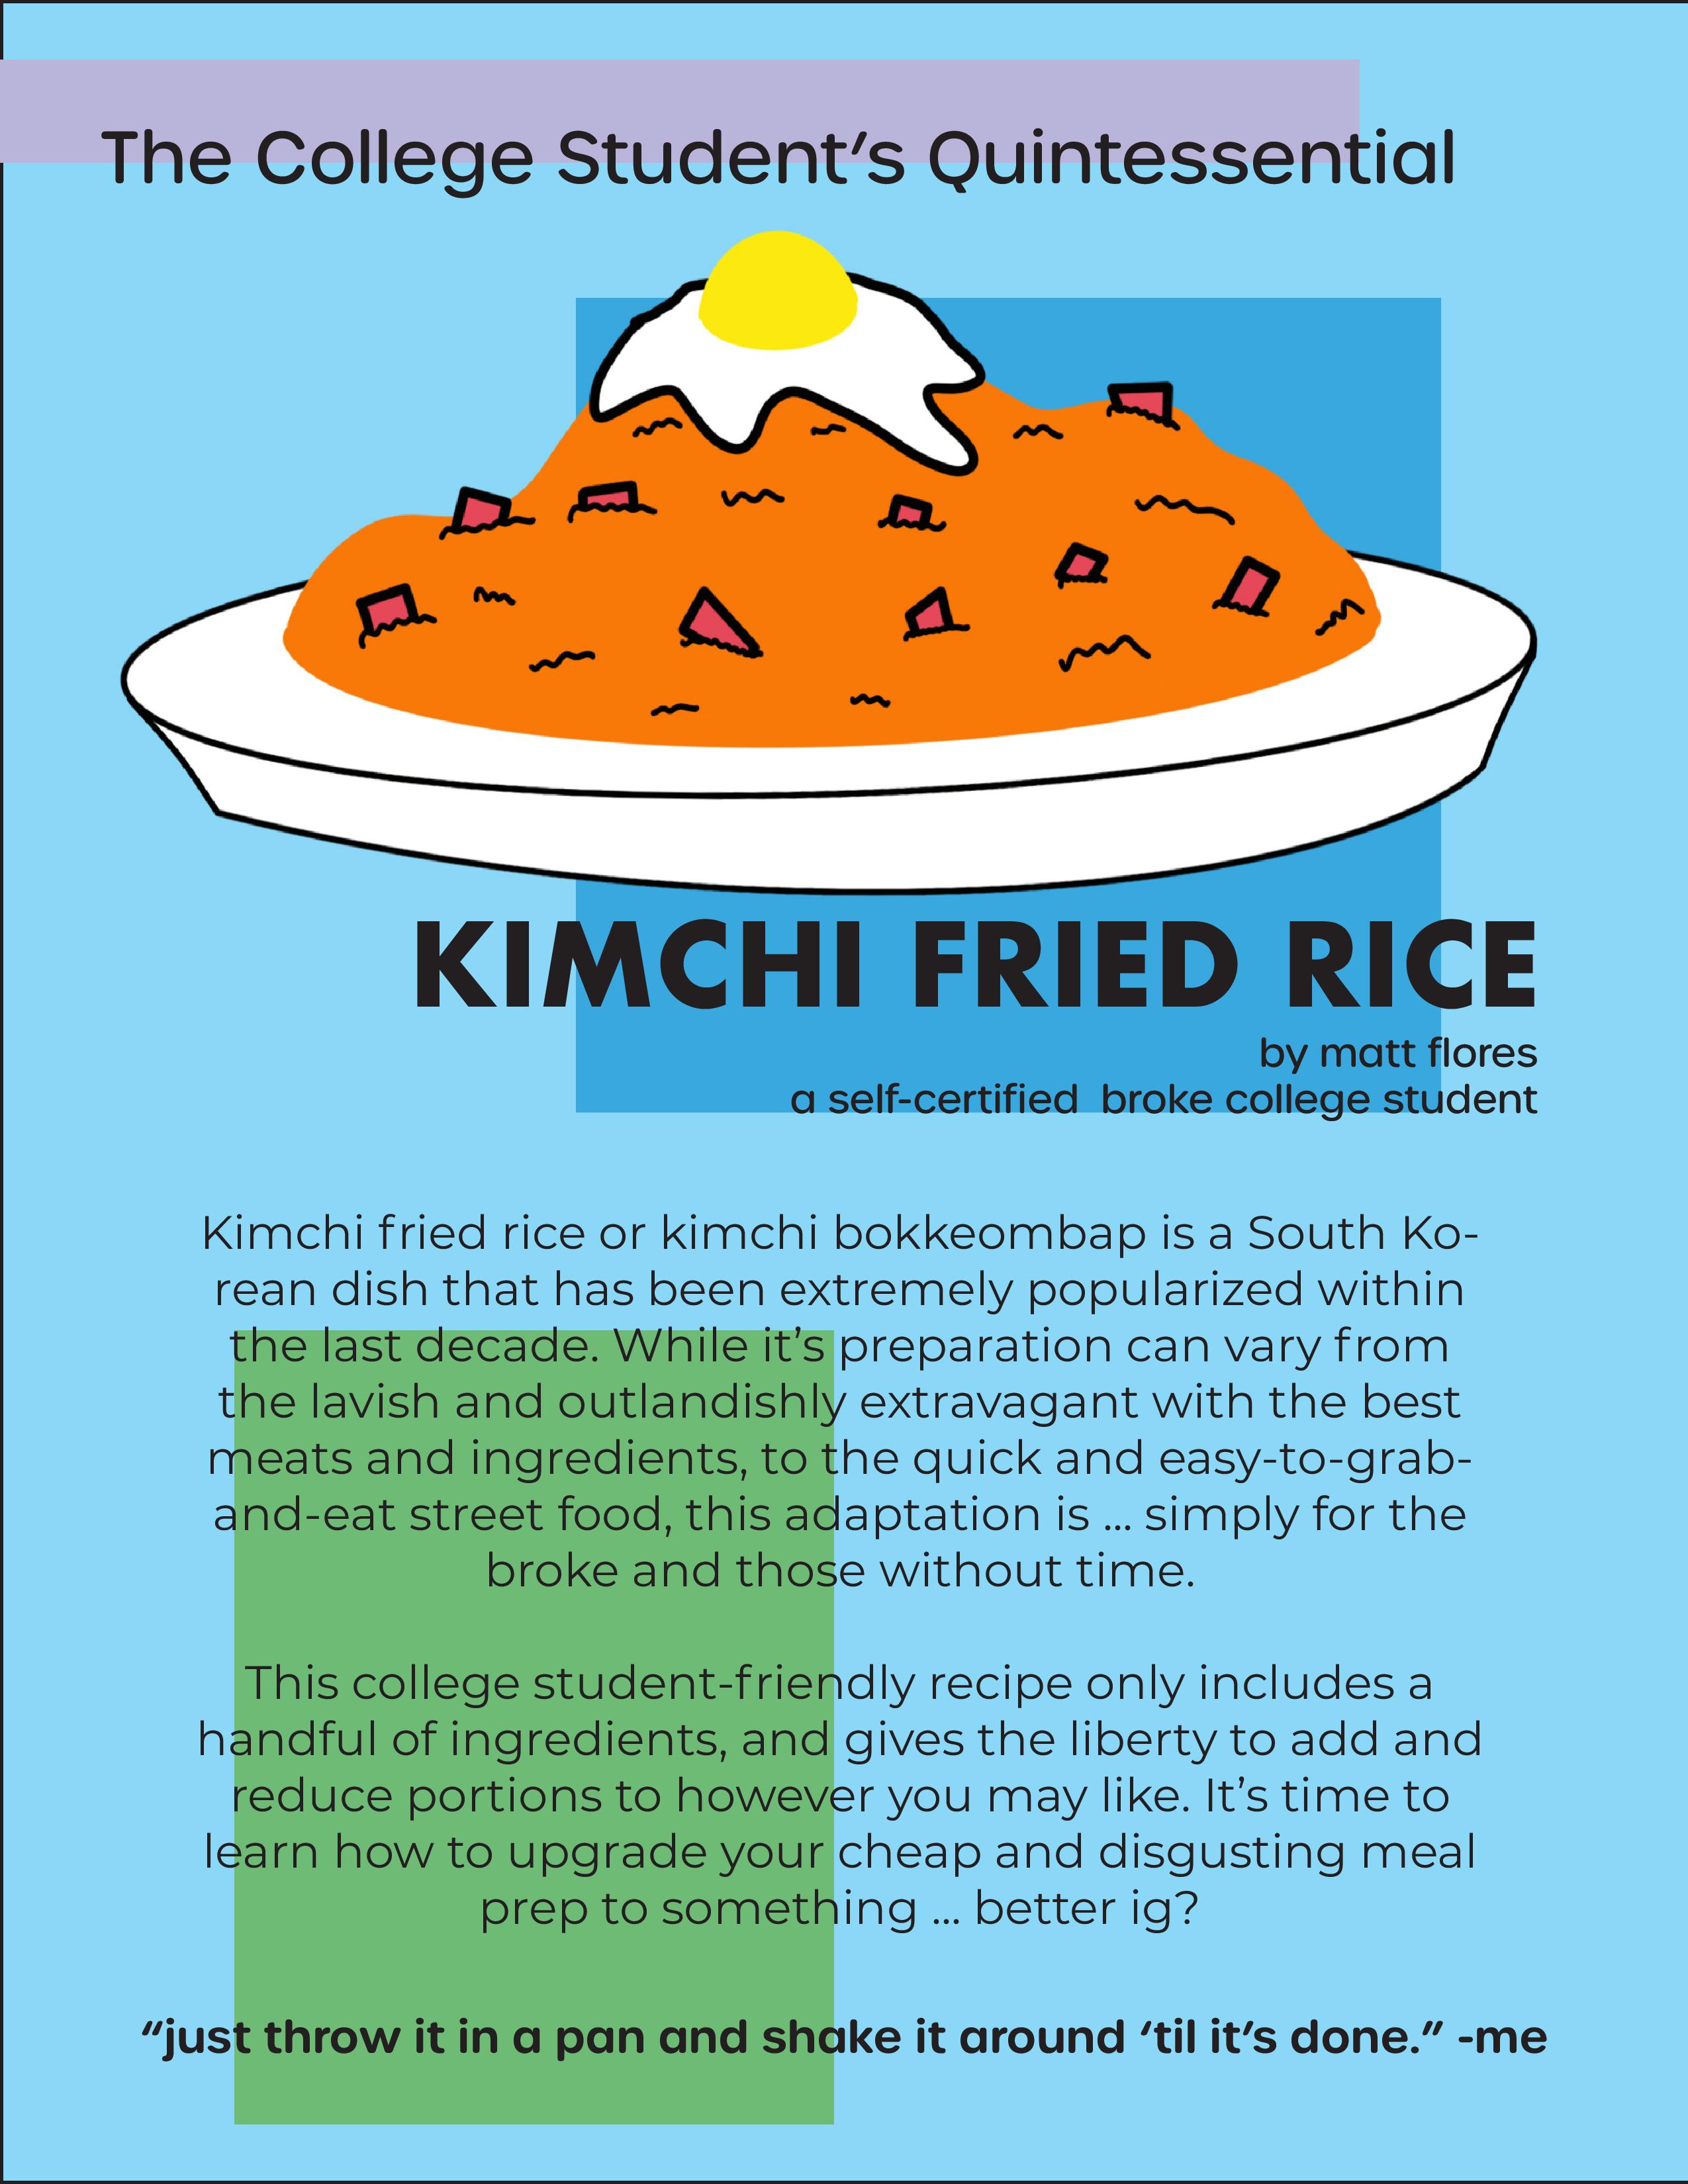 The College Student's Quintessential
KIMCHI FRIED RICE
by matt flores
a self-certified broke college student
Kimchi fried rice or kimchi bokkeombap is a South Ko-
rean dish that has been extremely popularized within
the last decade. While it’s preparation can vary from
the lavish and outlandishly extravagant with the best
meats and ingredients, to the quick and easy-to-grab-
and-eat street food, this adaptation is ... simply for the
broke and those without time.
This college student-friendly recipe only includes a
handful of ingredients, and gives the liberty to add and
reduce portions to however you may like. It’s time to
learn how to upgrade your cheap and disgusting meal
prep to something ... better ig?
“just throw it in a pan and shake it around ‘til it’s done.” -me